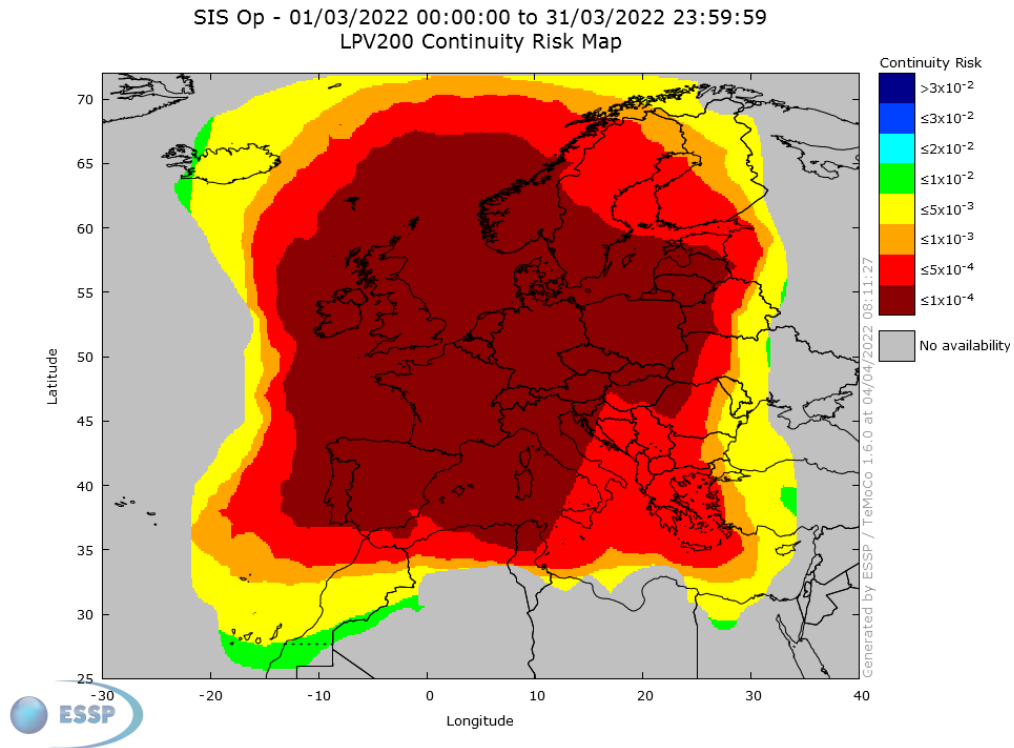 SIS Op - 01/03/2022 00:00:00 to 31/03/2022 23:59:59
LPV200 Continuity Risk Map
Continuity Risk
>3x10⁻²
≤3x10⁻²
≤2x10⁻²
≤1x10⁻²
≤5x10⁻³
≤1x10⁻³
≤5x10⁻⁴
≤1x10⁻⁴
No availability
Latitude
70
65
60
55
50
45
40
35
30
25
-30
-20
-10
0
10
20
30
40
Longitude
Generated by ESSP / TeMoCo 1.6.0 at 04/04/2022 08:11:27
ESSP